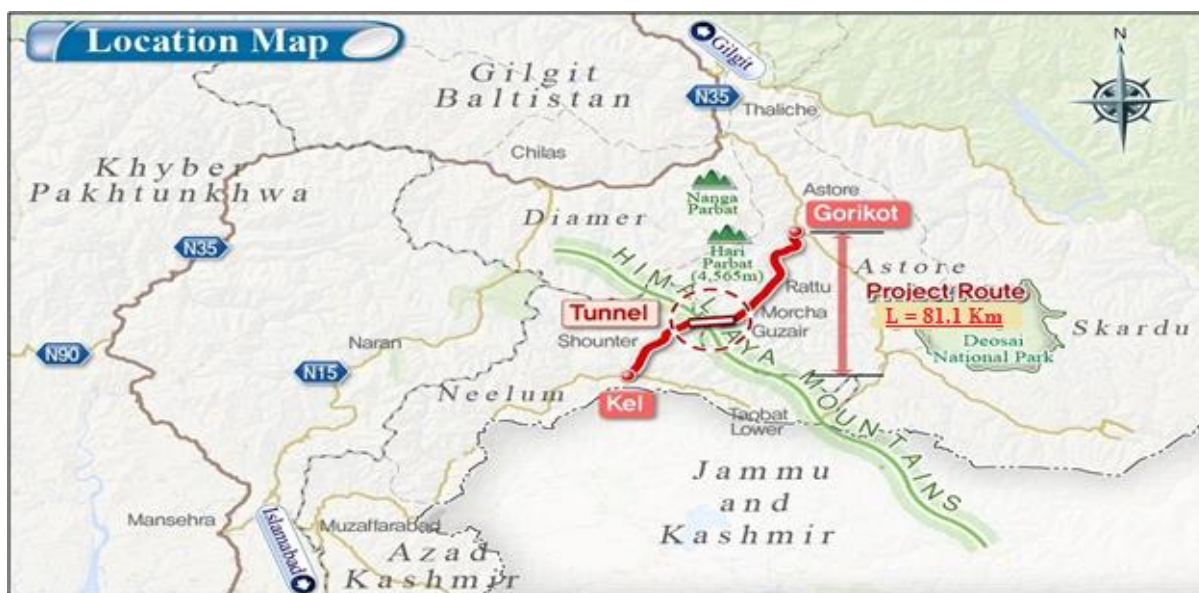 Location Map
N
Gilgit
Gilgit
Baltistan
N35
Thaliche
Chilas
Khyber
Pakhtunkhwa
Nanga
Parbat
Astore
Diamer
Gorikot
N35
Hari
Parbat
(4,565m)
Astore
Rattu
Project Route
L = 81.1 Km
Tunnel
Morcha
Guzair
Skardu
Shounter
Deosai
National Park
N90
Naran
N15
HIMALAYA MOUNTAINS
Neelum
Kel
Taobat
Lower
Jammu
and
Kashmir
Mansehra
Islamabad
Muzaffarabad
Azad
Kashmir